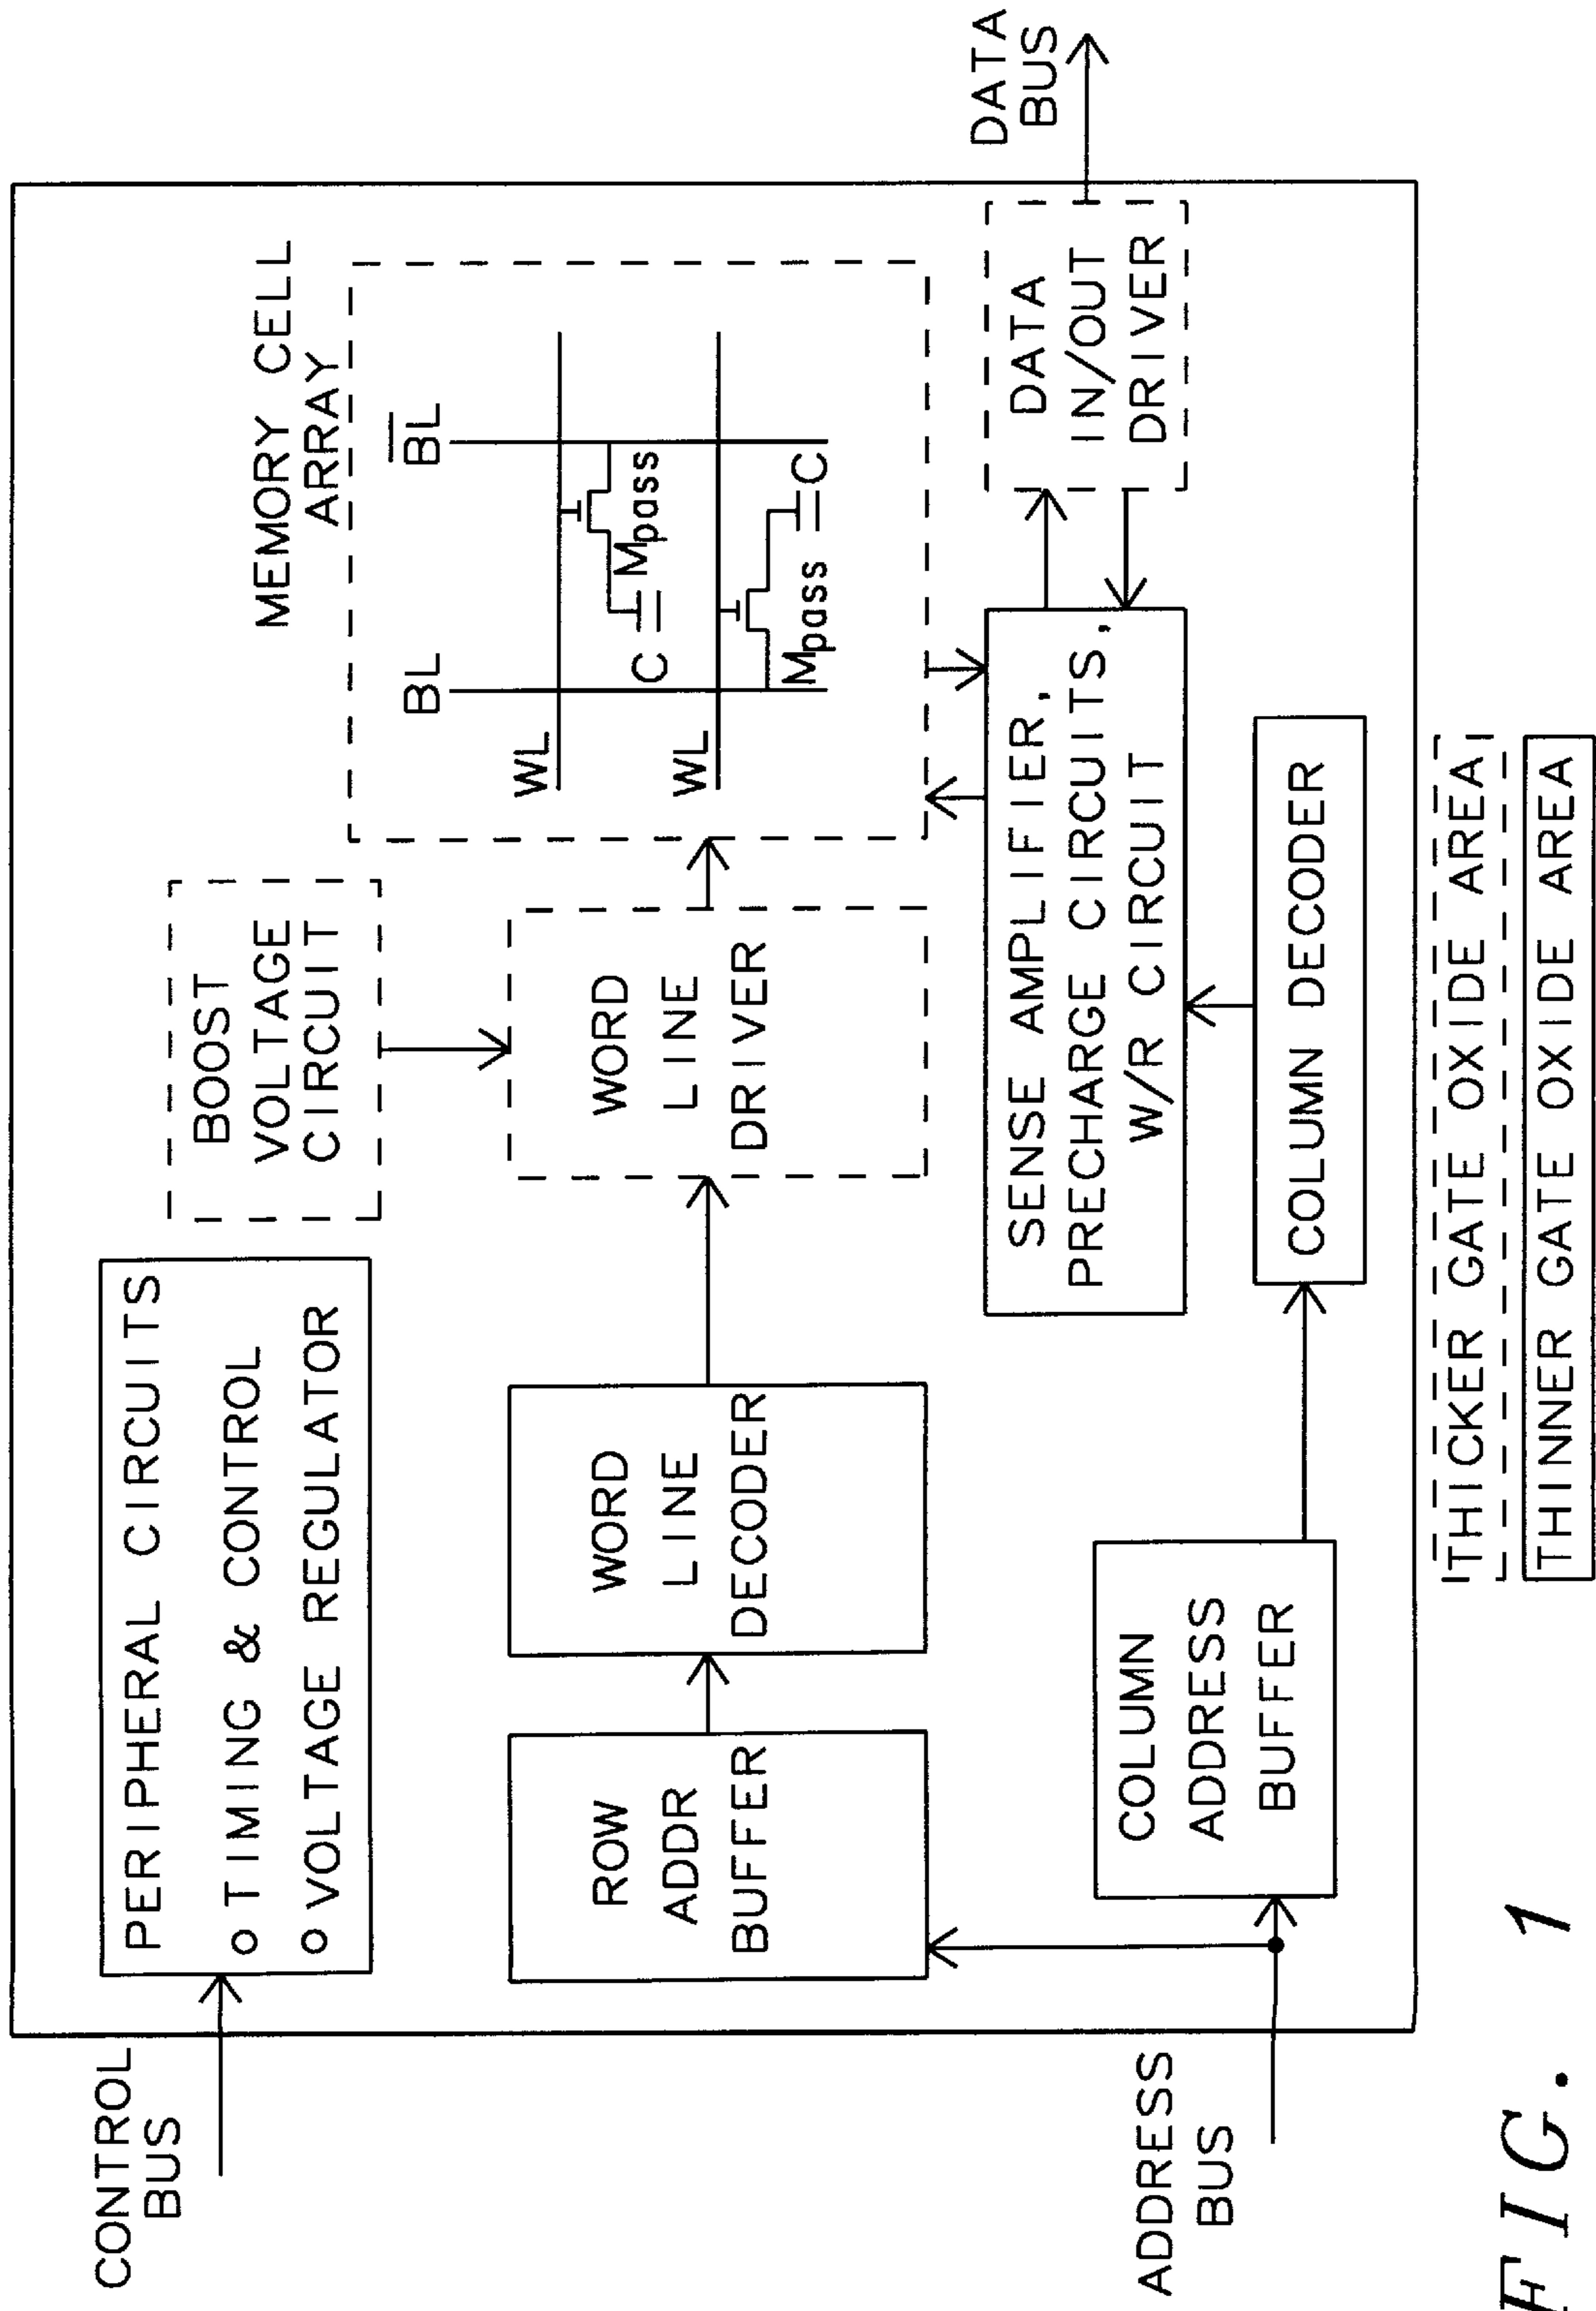 CONTROL
BUS
PERIPHERAL CIRCUITS
o TIMING & CONTROL
o VOLTAGE REGULATOR
BOOST
VOLTAGE
CIRCUIT
MEMORY CELL
ARRAY
BL
BL
WL
C
Mpass
WL
Mpass
C
ROW
ADDR
BUFFER
WORD
LINE
DECODER
WORD
LINE
DRIVER
ADDRESS
BUS
COLUMN
ADDRESS
BUFFER
SENSE AMPLIFIER,
PRECHARGE CIRCUITS,
W/R CIRCUIT
COLUMN DECODER
DATA
IN/OUT
DRIVER
DATA
BUS
THICKER GATE OXIDE AREA
THINNER GATE OXIDE AREA
FIG. 1